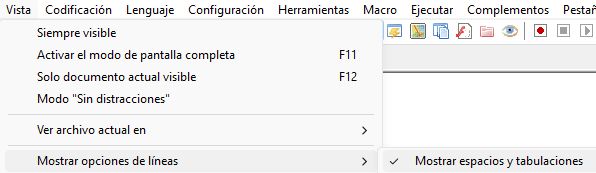 Vista Codificación Lenguaje Configuración Herramientas Macro Ejecutar Complementos Pestañ
Siempre visible
Activar el modo de pantalla completa F11
Solo documento actual visible F12
Modo "Sin distracciones"
Ver archivo actual en
Mostrar opciones de líneas
Mostrar espacios y tabulaciones